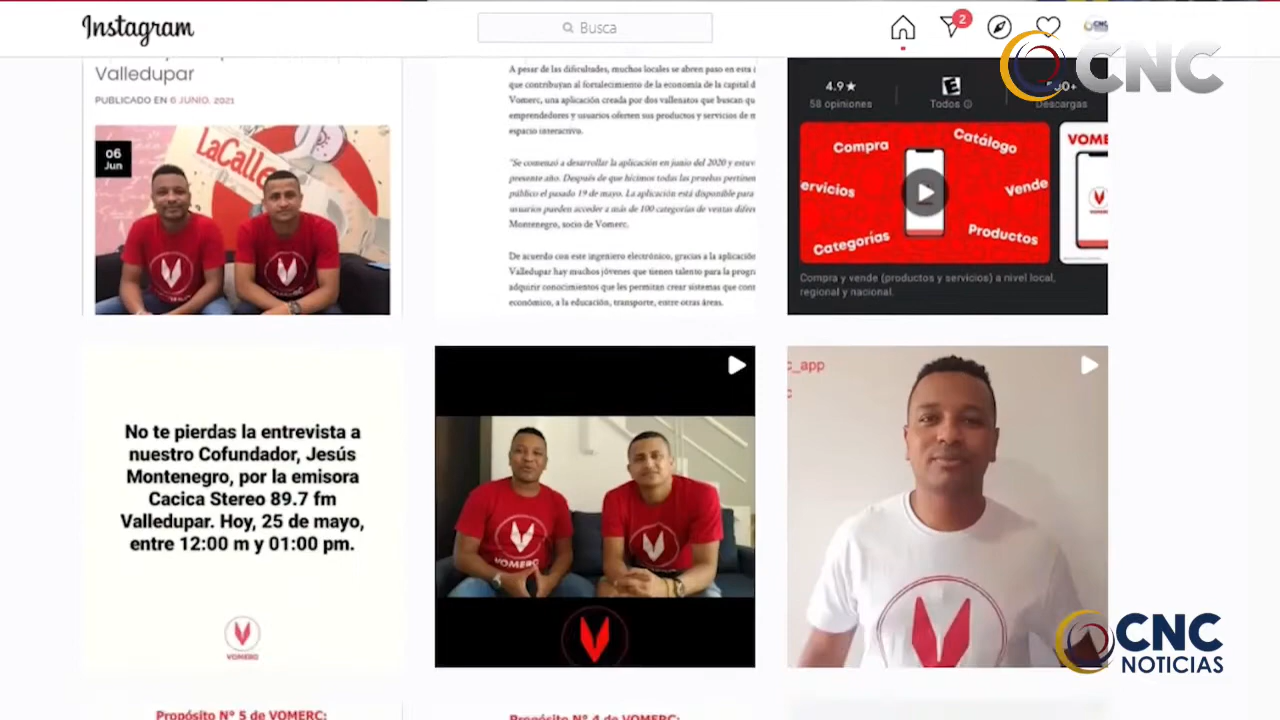 Instagram
Busca
2
CNC
Valledupar
PUBLICADO EN 6 JUNIO, 2021
06
Jun
LaCalle
A pesar de las dificultades, muchos locales se abren paso en esta
que contribuyan al fortalecimiento de la economía de la capital d
Vomerc, una aplicación creada por dos vallenatos que buscan qu
emprendedores y usuarios oferten sus productos y servicios de m
espacio interactivo.
"Se comenzó a desarrollar la aplicación en junio del 2020 y estuv
presente año. Después de que hicimos todas las pruebas pertinen
público el pasado 19 de mayo. La aplicación está disponible para
usuarios pueden acceder a más de 100 categorías de ventas difere
Montenegro, socio de Vomerc.
De acuerdo con este ingeniero electrónico, gracias a la aplicación
Valledupar hay muchos jóvenes que tienen talento para la progra
adquirir conocimientos que les permitan crear sistemas que cont
económico, a la educación, transporte, entre otras áreas.
4.9★
58 opiniones
E
Todos
Descargas
Compra
Catálogo
ervicios
Vende
Categorías
Productos
VOMER
Compra y vende (productos y servicios) a nivel local,
regional y nacional.
No te pierdas la entrevista a
nuestro Cofundador, Jesús
Montenegro, por la emisora
Cacica Stereo 89.7 fm
Valledupar. Hoy, 25 de mayo,
entre 12:00 m y 01:00 pm.
VOMERC
VOMERC
c_app
c
CNC
NOTICIAS
Propósito N° 5 de VOMERC:
Propósito N° 4 de VOMERC: